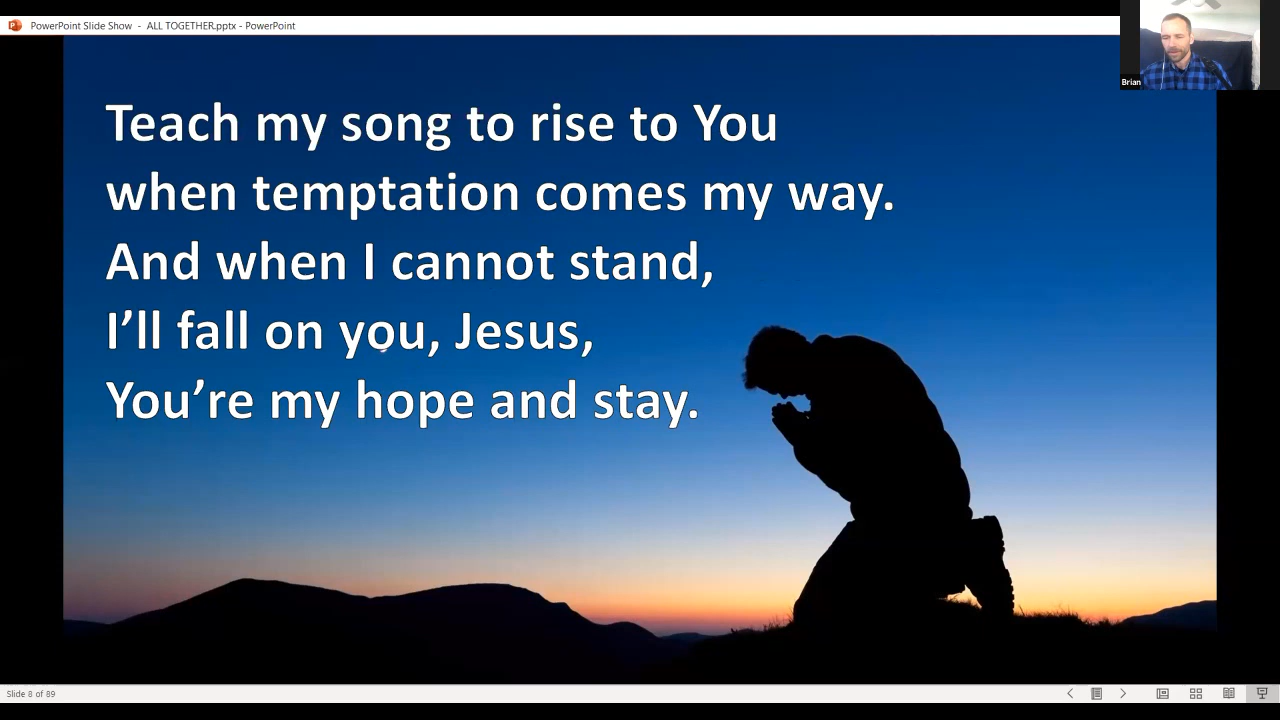 PowerPoint Slide Show - ALL TOGETHER.pptx - PowerPoint
Brian
Teach my song to rise to You
when temptation comes my way.
And when I cannot stand,
I’ll fall on you, Jesus,
You’re my hope and stay.
Slide 8 of 89